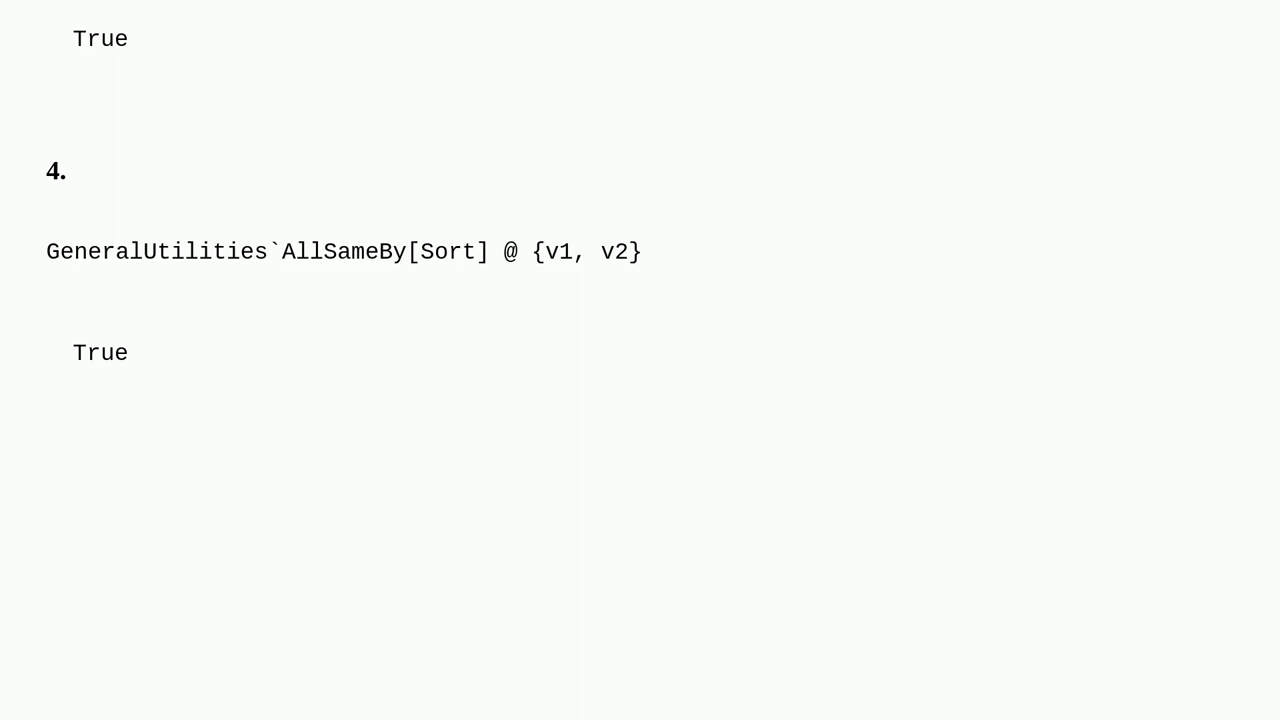 True
4.
GeneralUtilities`AllSameBy[Sort] @ {v1, v2}
True